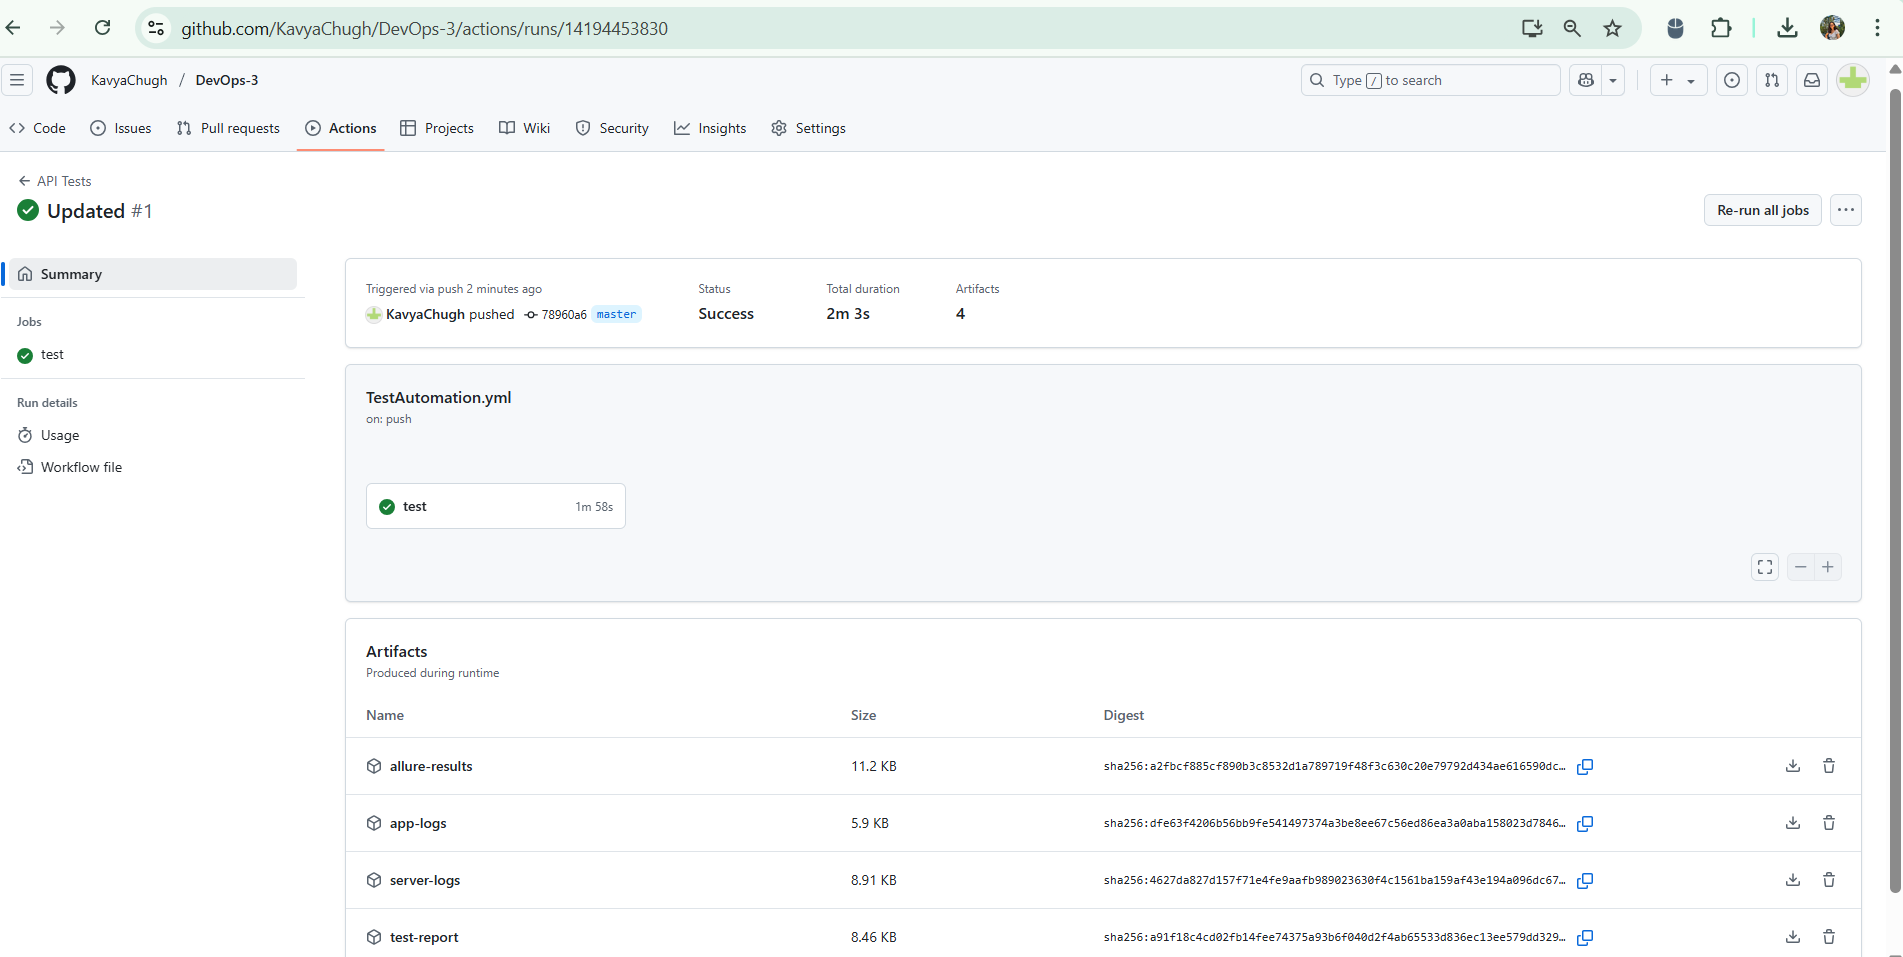 github.com/KavyaChugh/DevOps-3/actions/runs/14194453830
KavyaChugh / DevOps-3
Type / to search
Code Issues Pull requests Actions Projects Wiki Security Insights Settings
API Tests
Updated #1
Re-run all jobs
Summary
Jobs
test
Run details
Usage
Workflow file
Triggered via push 2 minutes ago
KavyaChugh pushed 78960a6 master
Status
Success
Total duration
2m 3s
Artifacts
4
TestAutomation.yml
on: push
test 1m 58s
Artifacts
Produced during runtime
Name Size Digest
allure-results 11.2 KB sha256:a2fbcf885cf890b3c8532d1a789719f48f3c630c20e79792d434ae616590dc…
app-logs 5.9 KB sha256:dfe63f4206b56bb9fe541497374a3be8ee67c56ed86ea3a0aba158023d7846…
server-logs 8.91 KB sha256:4627da827d157f71e4fe9aafb989023630f4c1561ba159af43e194a096dc67…
test-report 8.46 KB sha256:a91f18c4cd02fb14fee74375a93b6f040d2f4ab65533d836ec13ee579dd329…